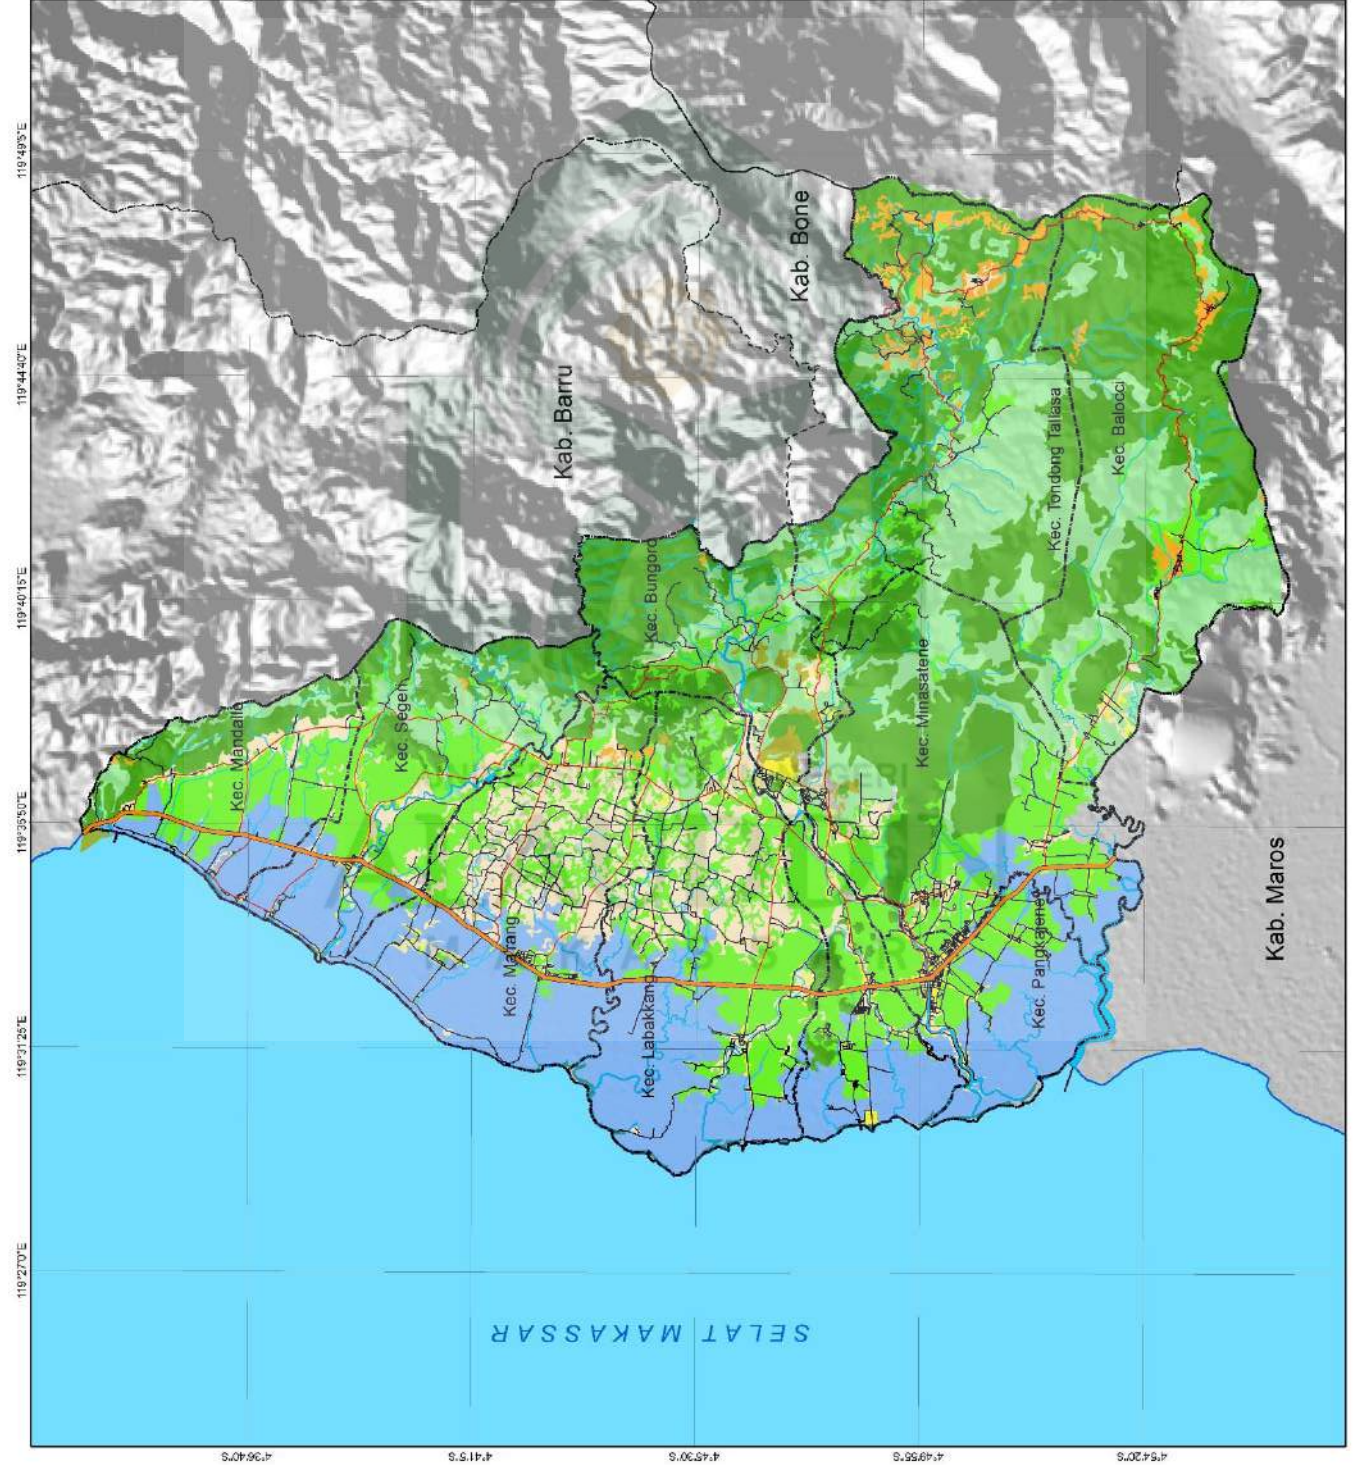 119°49'5"E
119°44'40"E
119°40'15"E
119°35'50"E
119°31'25"E
119°27'0"E
Kab. Bone
Kab. Barru
Kec. Tondong Tallasa
Kec. Balocci
Kec. Bungoro
Kec. Minasatene
Kec. Segeri
Kec. Mandalle
Kec. Ma'rang
Kec. Labakkang
Kec. Pangkajene
Kab. Maros
MAKASSAR
SELAT MAKASSAR
4°36'40"S
4°41'5"S
4°45'30"S
4°49'55"S
4°54'20"S